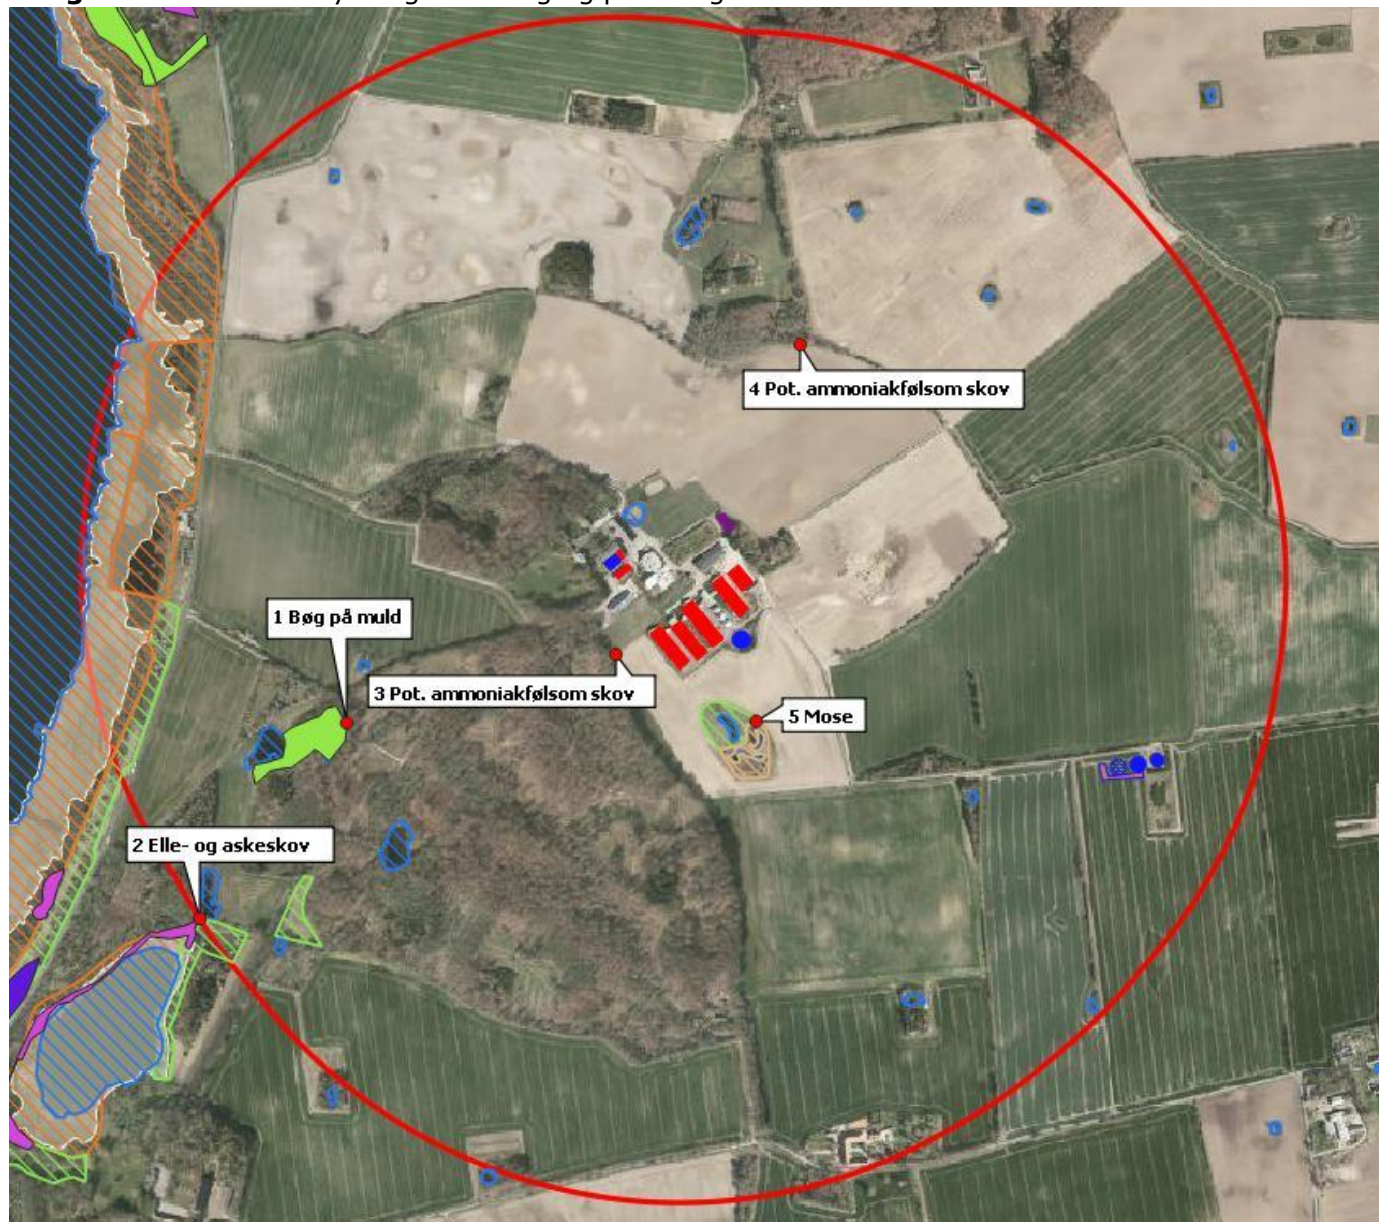 4 Pot. ammoniakfølsom skov
1 Bøg på muld
3 Pot. ammoniakfølsom skov
5 Mose
2 Elle- og askeskov